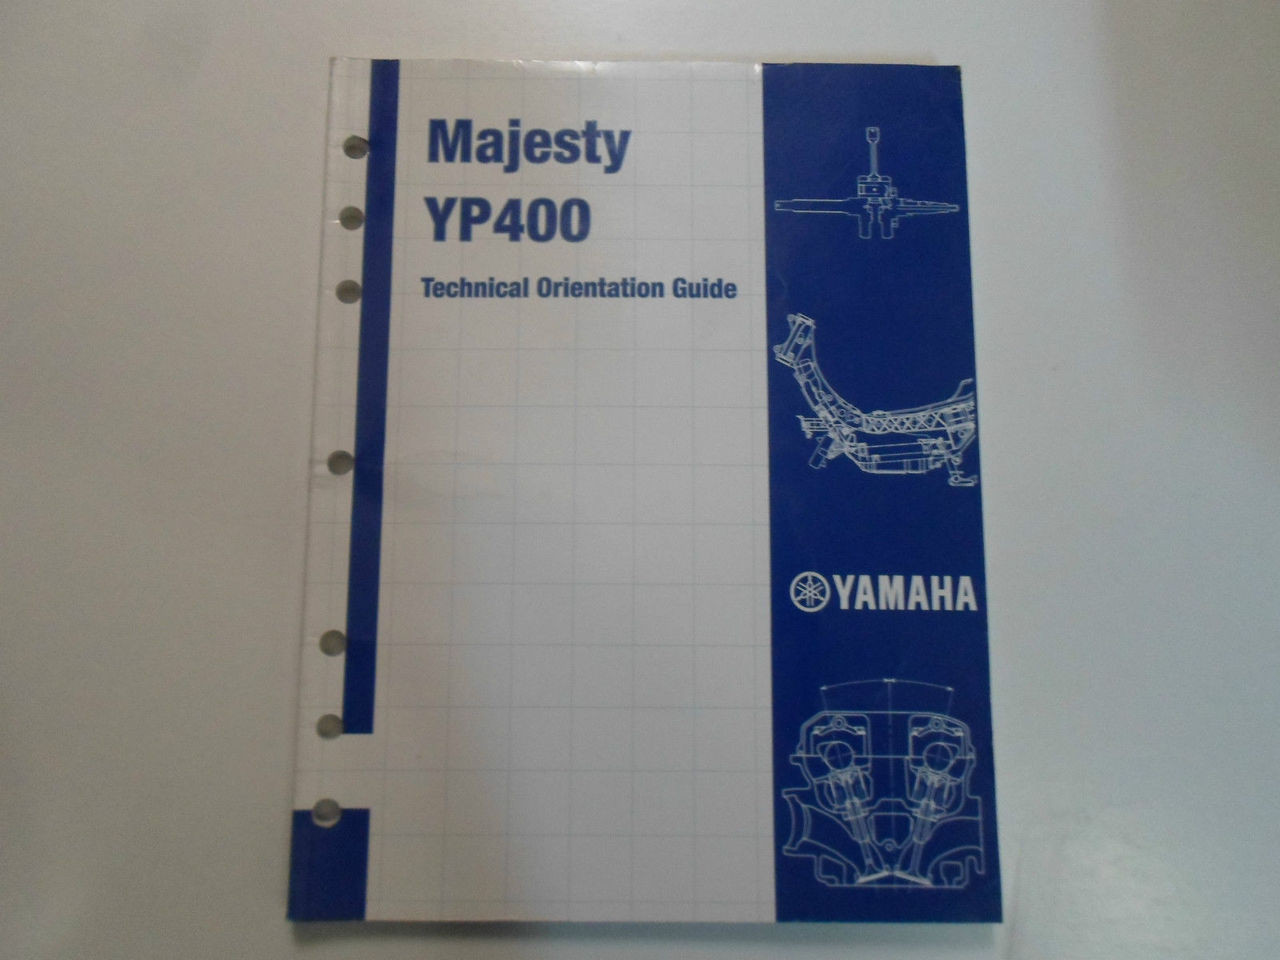 Majesty
YP400
Technical Orientation Guide
YAMAHA